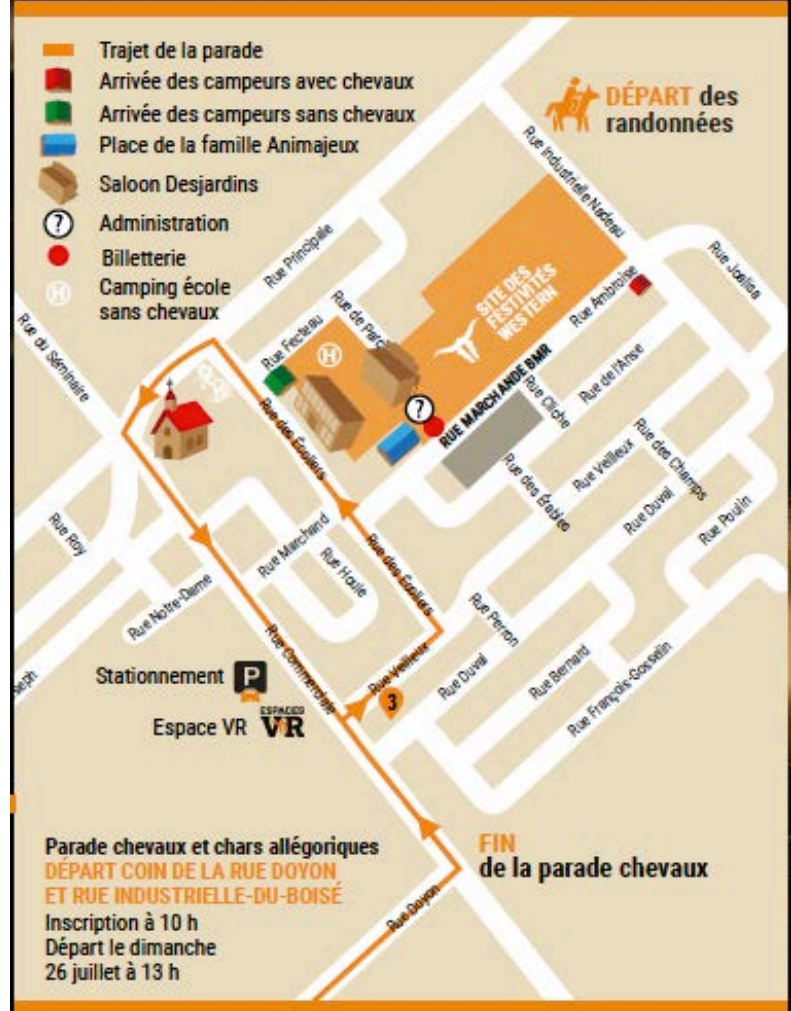 Trajet de la parade
Arrivée des campeurs avec chevaux
Arrivée des campeurs sans chevaux
Place de la famille Animajeux
Saloon Desjardins
?
Administration
Billetterie
H
Camping école
sans chevaux
DÉPART des
randonnées
Rue Industrielle Nadeau
Rue Joalisa
Rue Principale
Rue de Parc
Rue Fecteau
SITE DES
FESTIVITÉS
WESTERN
Rue Ambroise
Rue du Séminaire
H
?
RUE MARCHANDE BMR
Rue Cliche
Rue de l'Anse
Rue des Écoliers
Rue des Érables
Rue Veilleux
Rue des Champs
Rue Duval
Rue Poulin
Rue Roy
Rue Marchand
Rue Houle
Rue des Écoliers
Rue Notre-Dame
Rue Commerciale
Rue Veilleux
Rue Perron
Rue Duval
Rue Bernard
Rue François-Gosselin
seph
3
Stationnement P
Espace VR ESPACES VR
Parade chevaux et chars allégoriques
DÉPART COIN DE LA RUE DOYON
ET RUE INDUSTRIELLE-DU-BOISÉ
Inscription à 10 h
Départ le dimanche
26 juillet à 13 h
Rue Doyon
FIN
de la parade chevaux